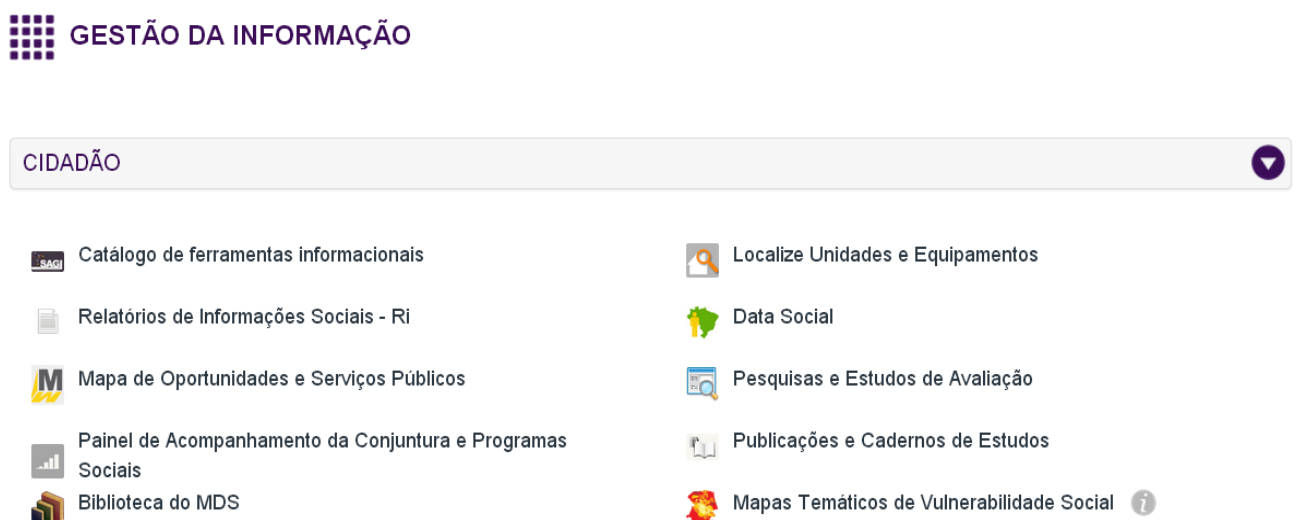 GESTÃO DA INFORMAÇÃO
CIDADÃO
SAGI
Catálogo de ferramentas informacionais
Localize Unidades e Equipamentos
Relatórios de Informações Sociais - Ri
Data Social
M
Mapa de Oportunidades e Serviços Públicos
Pesquisas e Estudos de Avaliação
Painel de Acompanhamento da Conjuntura e Programas
Sociais
Publicações e Cadernos de Estudos
Biblioteca do MDS
Mapas Temáticos de Vulnerabilidade Social i